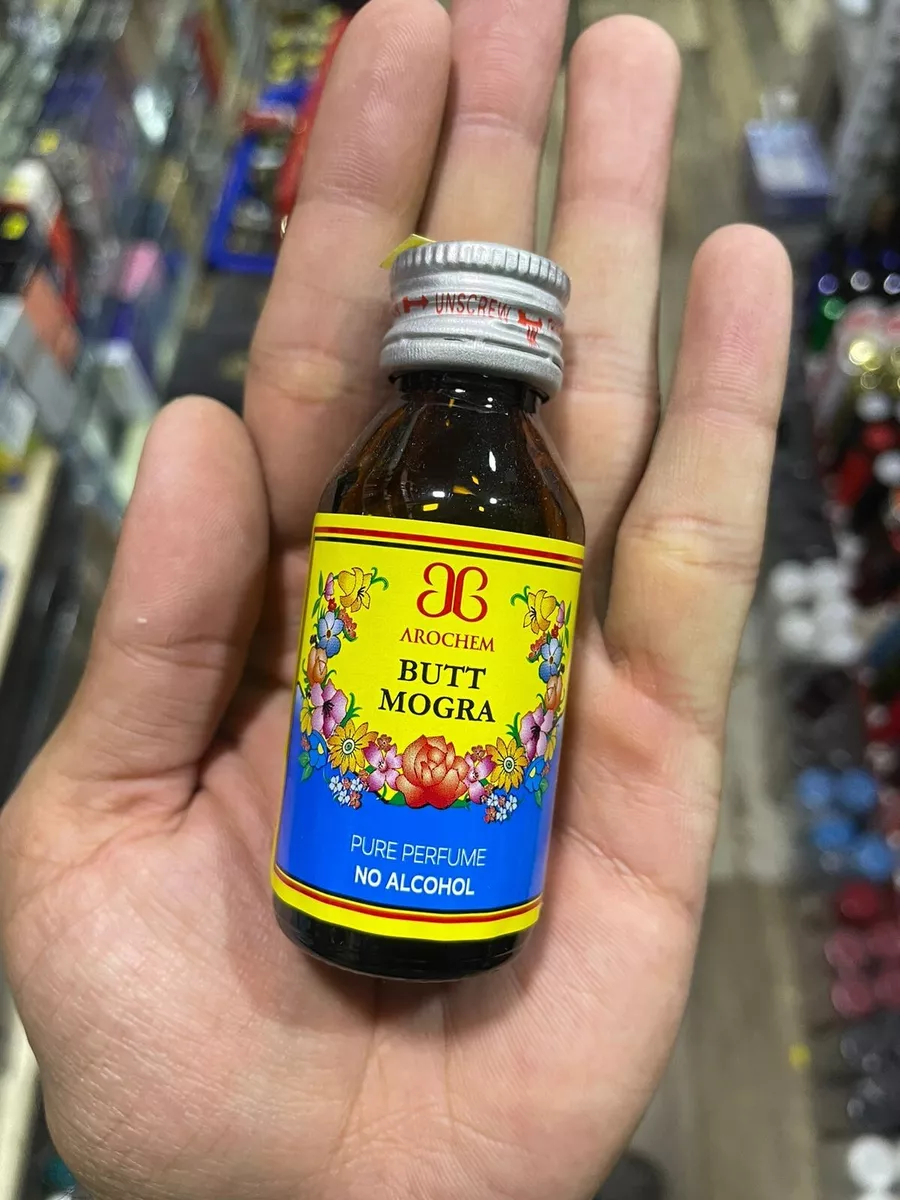 UNSCREW
AROCHEM
BUTT
MOGRA
PURE PERFUME
NO ALCOHOL